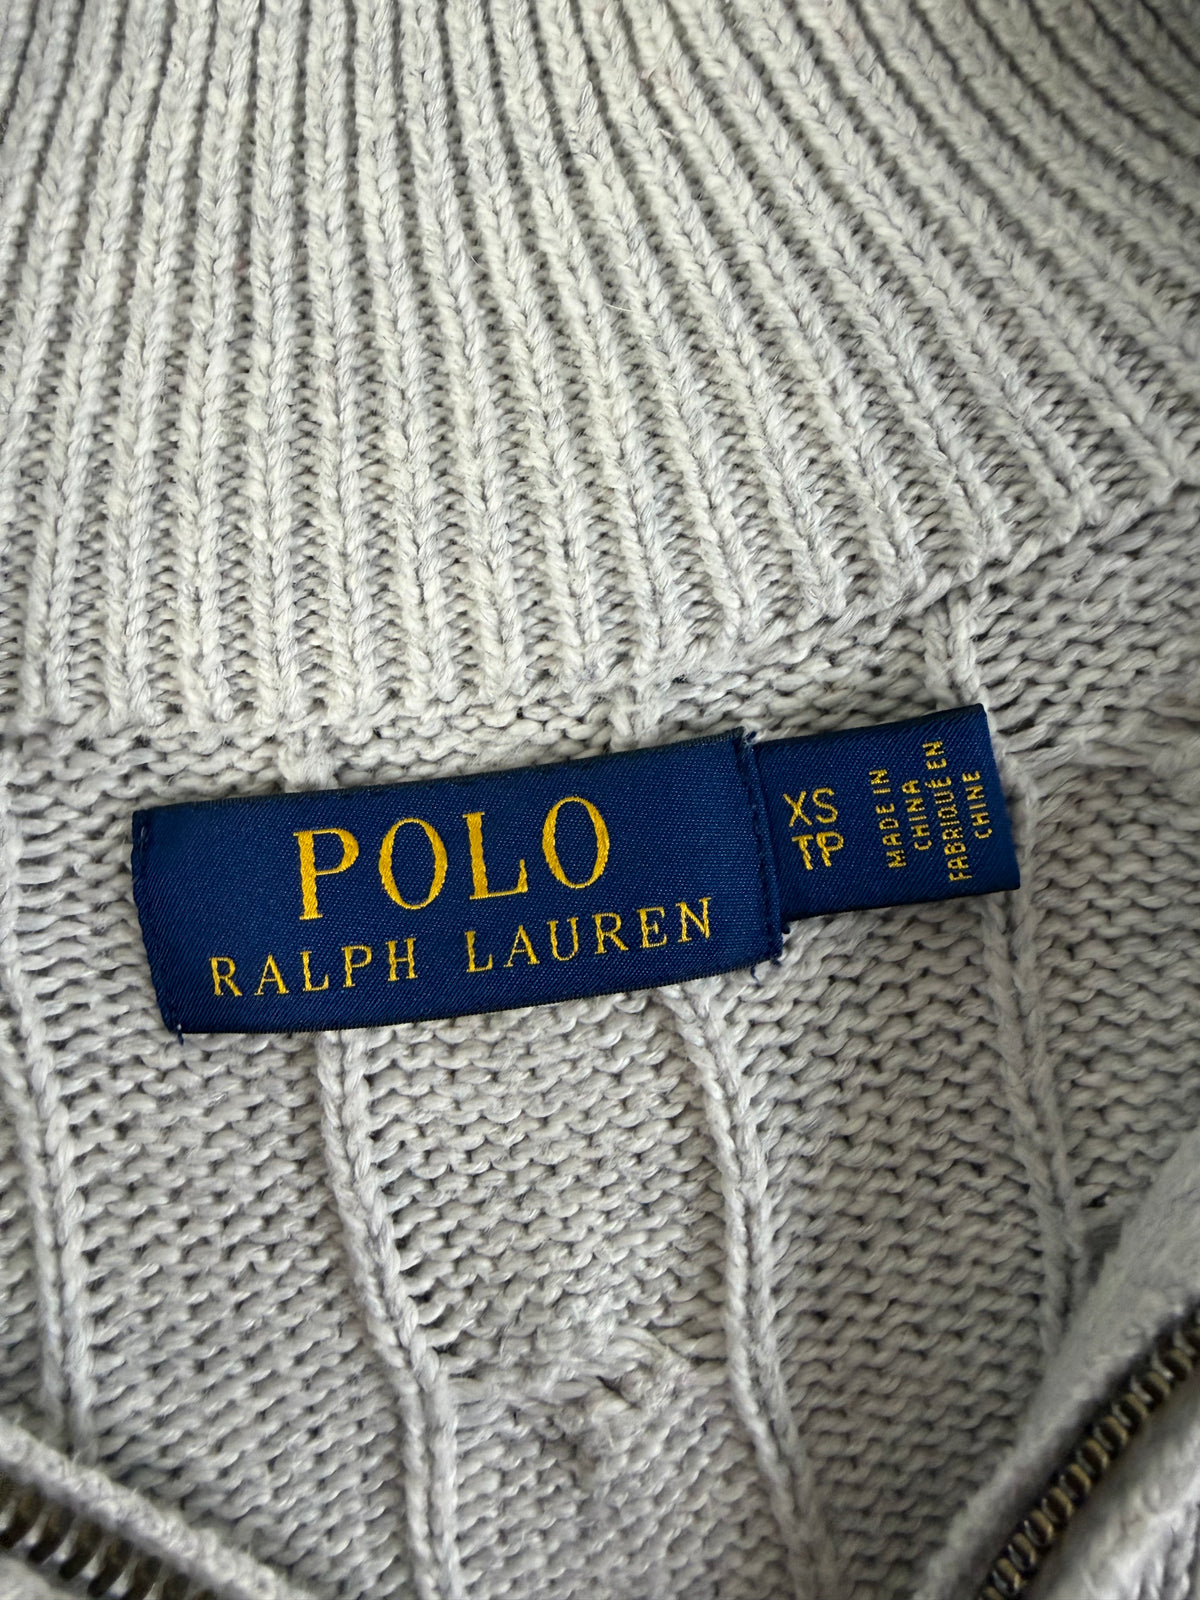 POLO
RALPH LAUREN
XS
TP
MADE IN
CHINA
FABRIQUÉ EN
CHINE